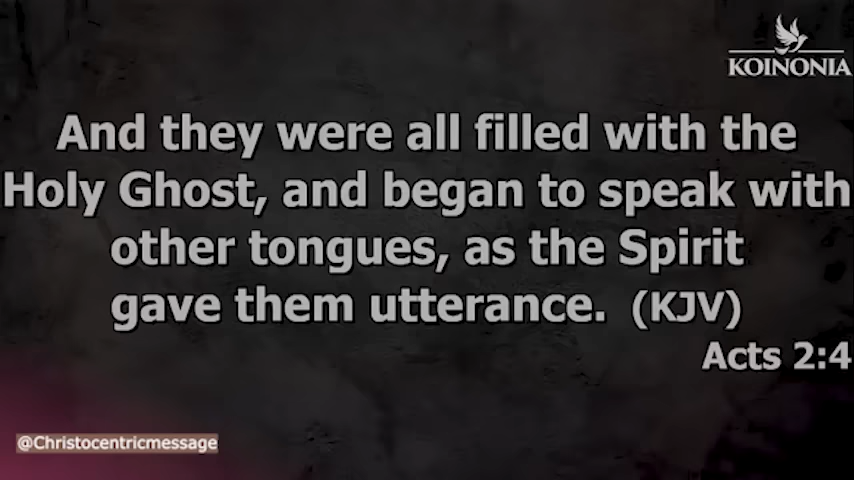 KOINONIA
And they were all filled with the
Holy Ghost, and began to speak with
other tongues, as the Spirit
gave them utterance. (KJV)
Acts 2:4
@Christocentricmessage